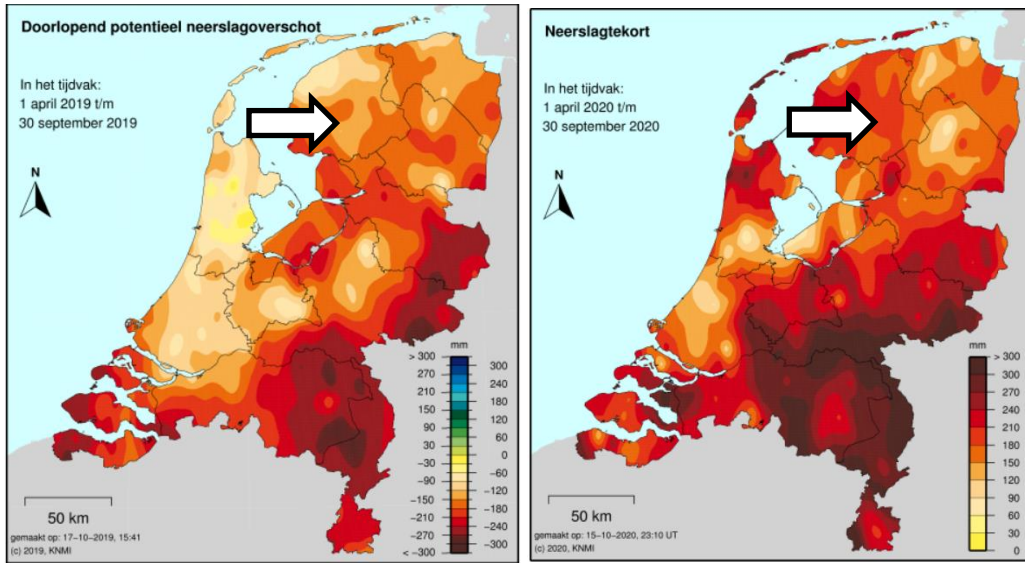 Doorlopend potentieel neerslagoverschot
In het tijdvak:
1 april 2019 t/m
30 september 2019
N
50 km
gemaakt op: 17−10−2019, 15:41
(c) 2019, KNMI
mm
> 300
270
210
150
90
30
−30
−90
−150
−210
−270
< −300
300
240
180
120
60
0
−60
−120
−180
−240
−300
Neerslagtekort
In het tijdvak:
1 april 2020 t/m
30 september 2020
N
50 km
gemaakt op: 15−10−2020, 23:10 UT
(c) 2020, KNMI
mm
> 300
300
270
240
210
180
150
120
90
60
30
0